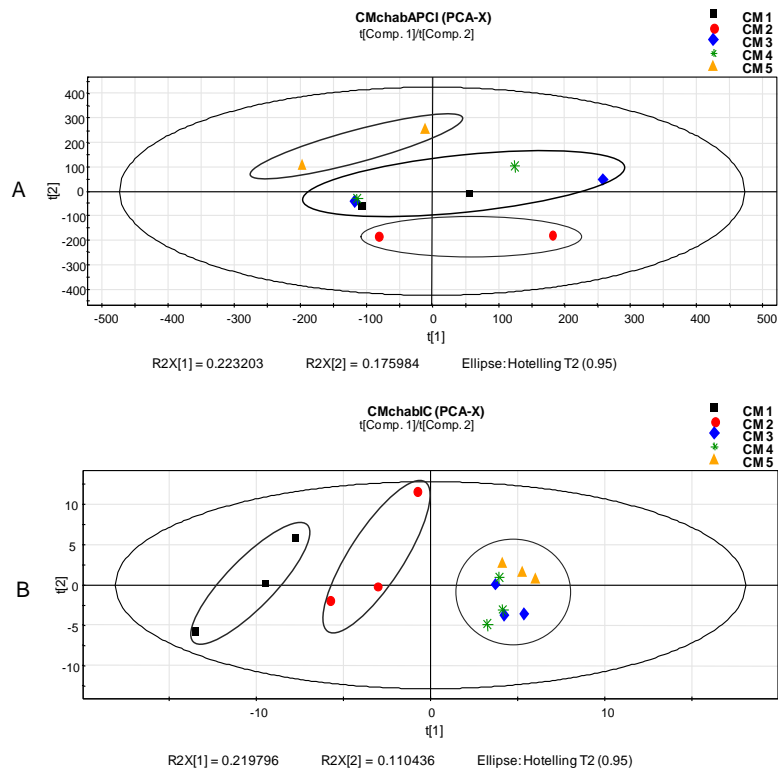 CMchabAPCI (PCA-X)
t[Comp. 1]/t[Comp. 2]
CM 1
CM 2
CM 3
CM 4
CM 5
A
t[2]
400
300
200
100
0
-100
-200
-300
-400
-500 -400 -300 -200 -100 0 100 200 300 400 500
t[1]
R2X[1] = 0.223203 R2X[2] = 0.175984 Ellipse: Hotelling T2 (0.95)
CMchabIC (PCA-X)
t[Comp. 1]/t[Comp. 2]
CM 1
CM 2
CM 3
CM 4
CM 5
B
t[2]
10
5
0
-5
-10
-10 0 10
t[1]
R2X[1] = 0.219796 R2X[2] = 0.110436 Ellipse: Hotelling T2 (0.95)